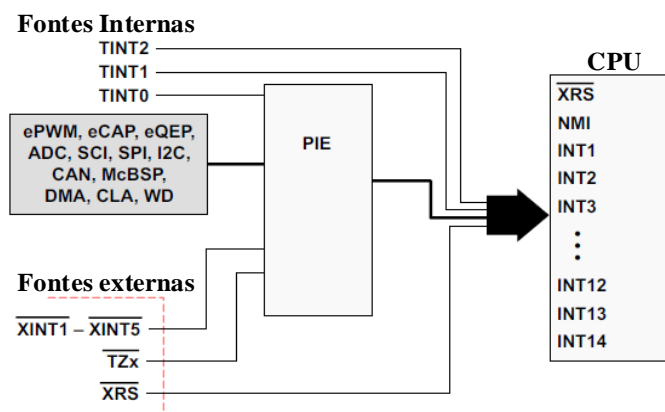 Fontes Internas
TINT2
TINT1
TINT0
ePWM, eCAP, eQEP,
ADC, SCI, SPI, I2C,
CAN, McBSP,
DMA, CLA, WD
Fontes externas
XINT1 – XINT5
TZx
XRS
PIE
CPU
XRS
NMI
INT1
INT2
INT3
INT12
INT13
INT14